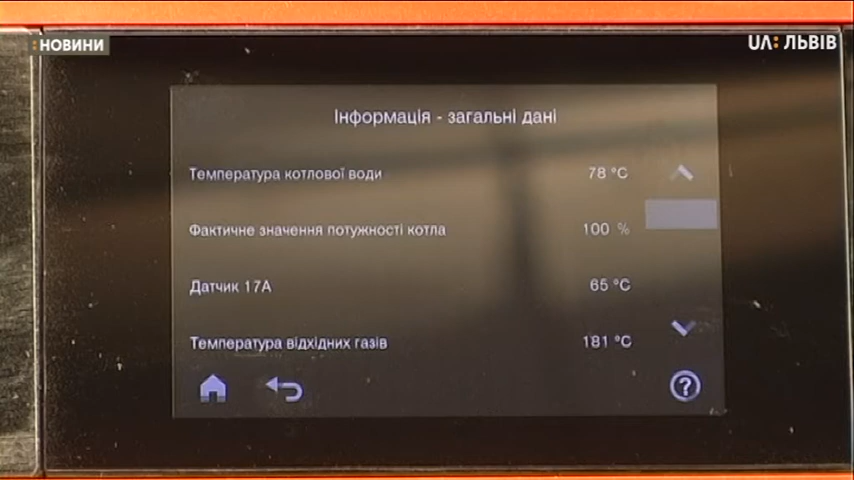 :НОВИНИ
UA: ЛЬВІВ
Інформація - загальні дані
Температура котлової води 78 °C
Фактичне значення потужності котла 100 %
Датчик 17A 65 °C
Температура відхідних газів 181 °C
?